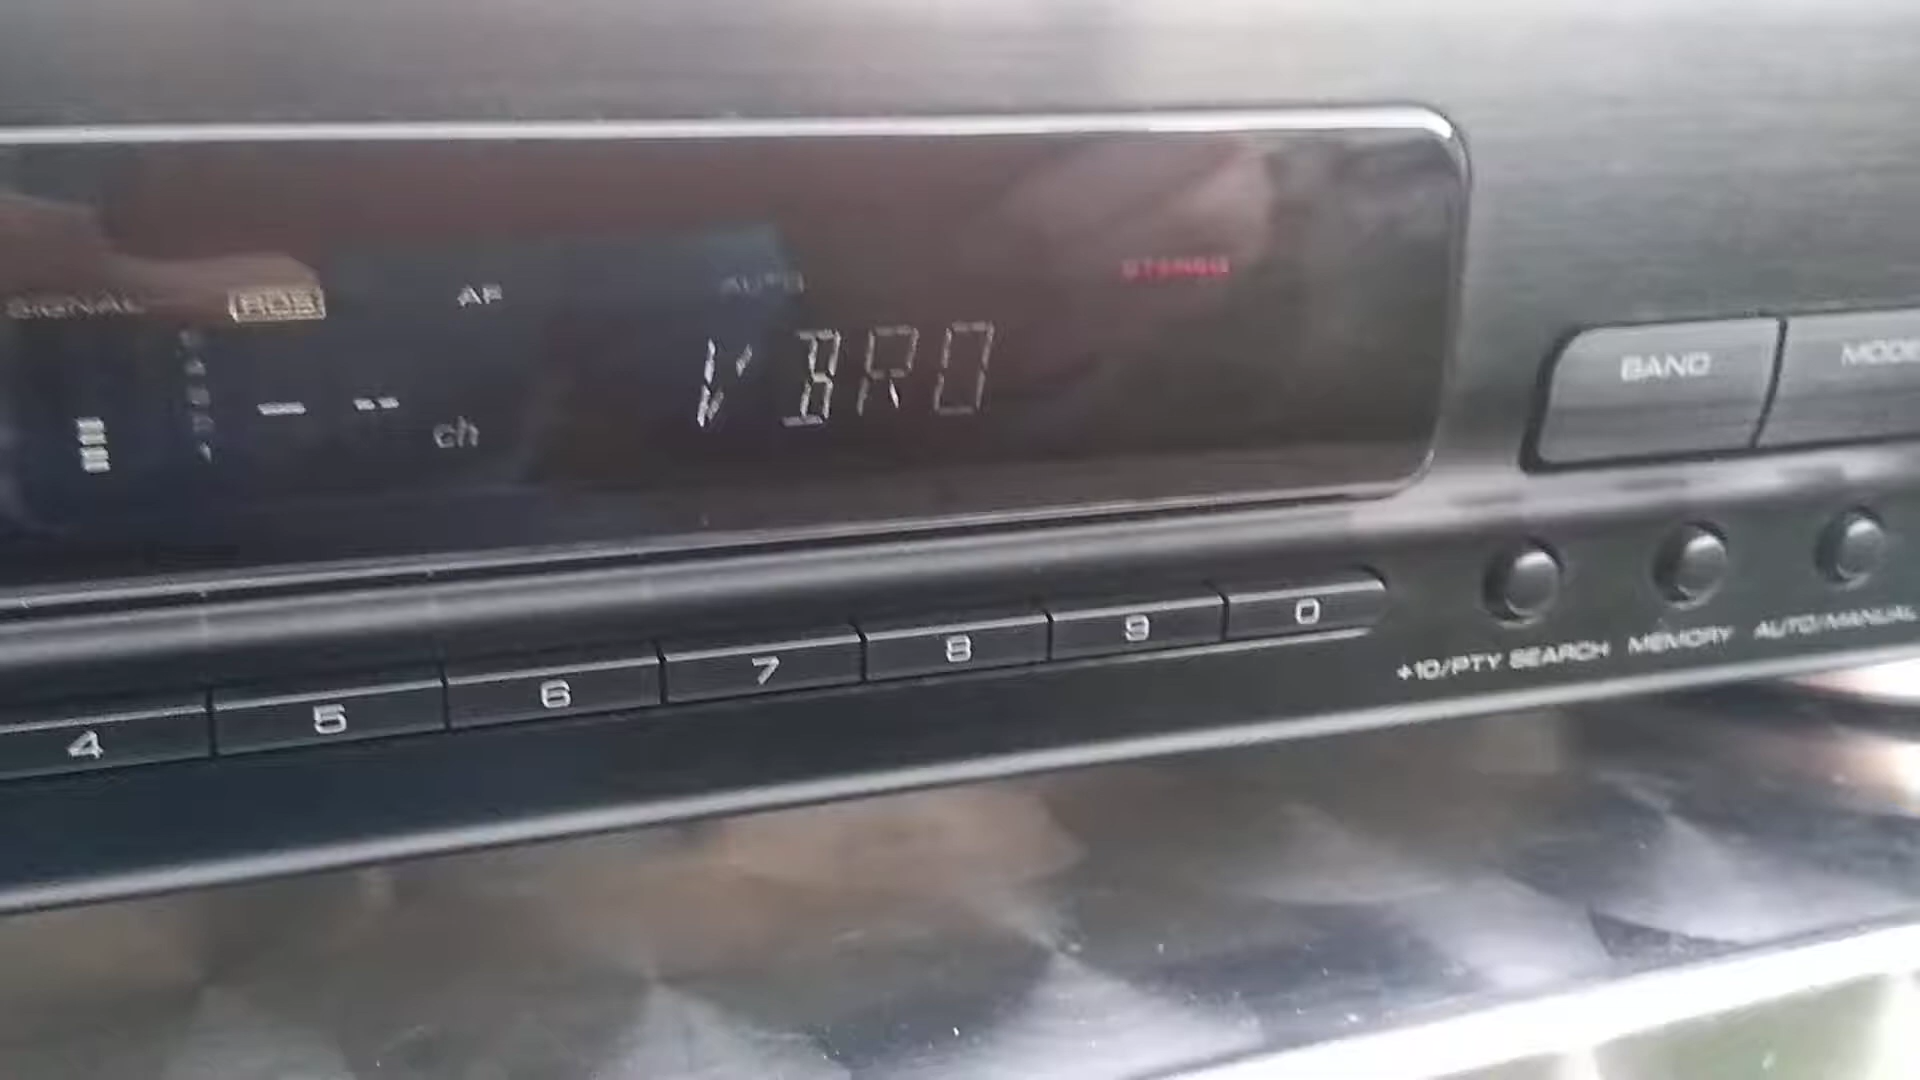 SIGNAL RDS AF AUTO STEREO
-- -- ch V BRO
BAND MODE
4 5 6 7 8 9 0
+10/PTY SEARCH MEMORY AUTO/MANUAL